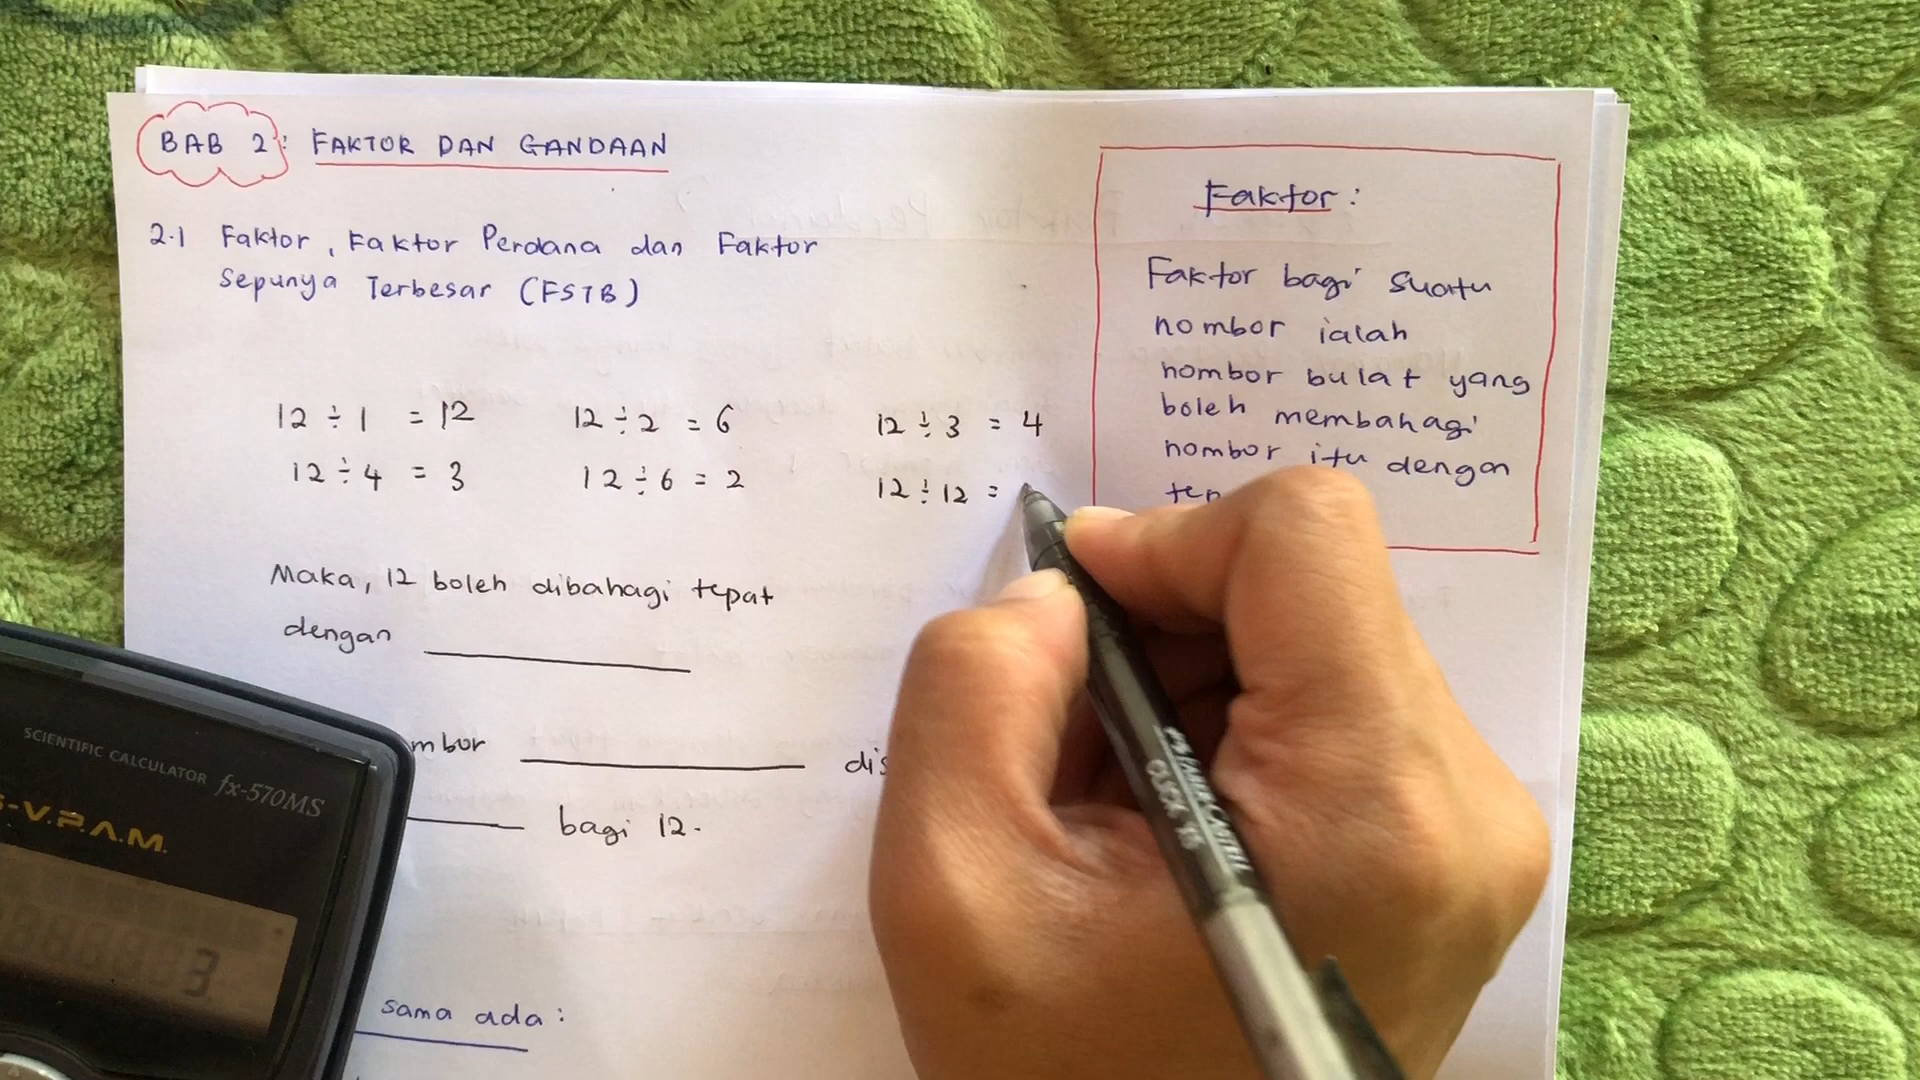 BAB 2: FAKTOR DAN GANDAAN
2.1 Faktor, Faktor Perdana dan Faktor
Sepunya Terbesar (FSTB)
12 ÷ 1 = 12 12 ÷ 2 = 6 12 ÷ 3 = 4
12 ÷ 4 = 3 12 ÷ 6 = 2 12 ÷ 12 =
Maka, 12 boleh dibahagi tepat
dengan
mbor dis
bagi 12.
sama ada:
Faktor:
Faktor bagi suatu
nombor ialah
nombor bulat yang
boleh membahagi
nombor itu dengan
tep
SCIENTIFIC CALCULATOR fx-570MS
-V.P.A.M.